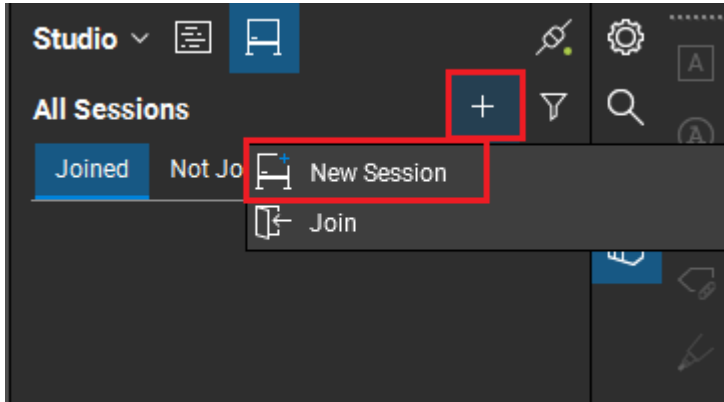 Studio
All Sessions
Joined Not Jo
New Session
Join
A
A